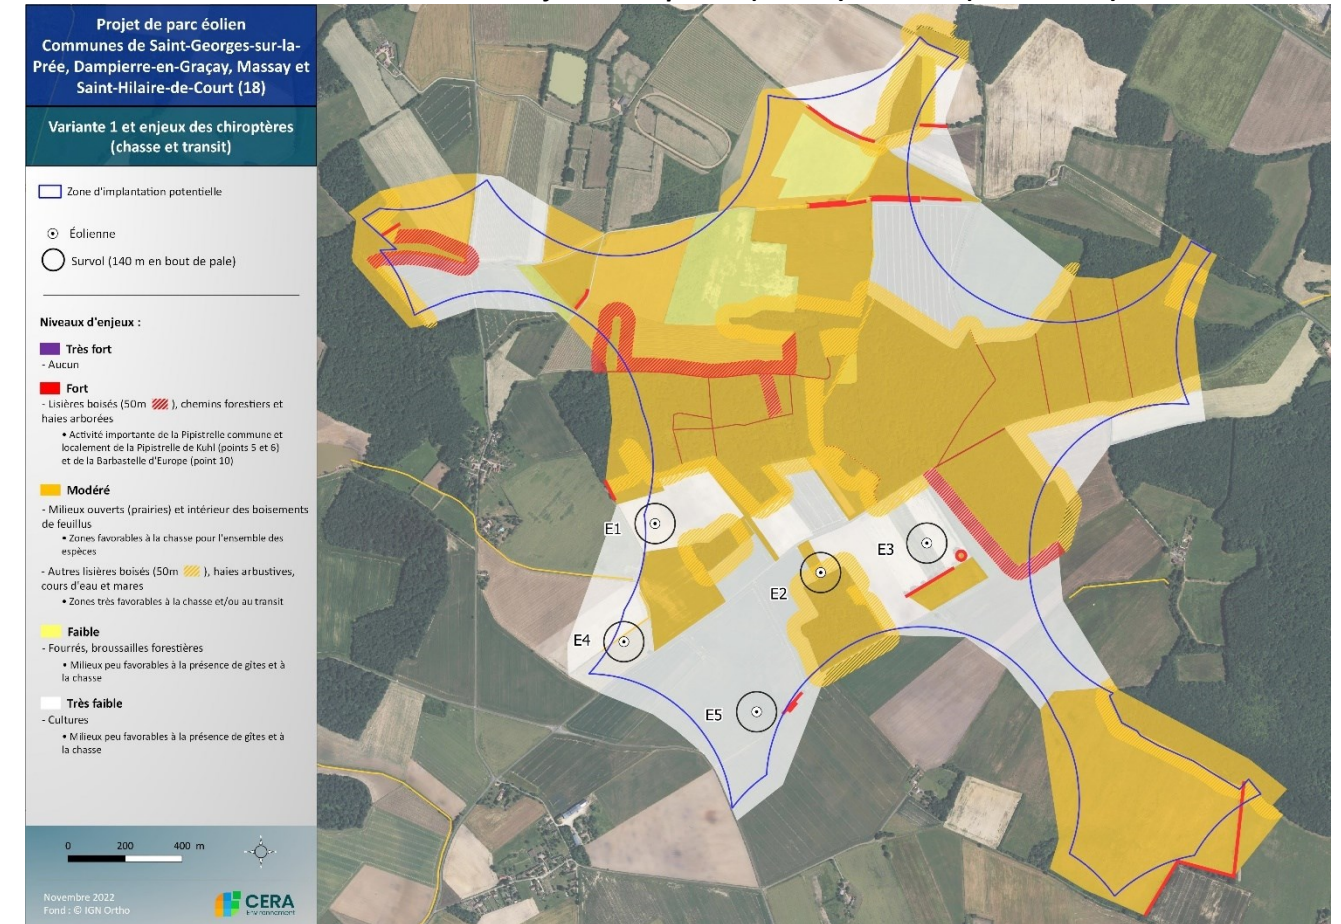 Projet de parc éolien
Communes de Saint-Georges-sur-la-
Prée, Dampierre-en-Graçay, Massay et
Saint-Hilaire-de-Court (18)
Variante 1 et enjeux des chiroptères
(chasse et transit)
Zone d'implantation potentielle
Éolienne
Survol (140 m en bout de pale)
Niveaux d'enjeux :
Très fort
- Aucun
Fort
- Lisières boisés (50m ), chemins forestiers et
haies arborées
• Activité importante de la Pipistrelle commune et
localement de la Pipistrelle de Kuhl (points 5 et 6)
et de la Barbastelle d'Europe (point 10)
Modéré
- Milieux ouverts (prairies) et intérieur des boisements
de feuillus
• Zones favorables à la chasse pour l'ensemble des
espèces
- Autres lisières boisés (50m ), haies arbustives,
cours d'eau et mares
• Zones très favorables à la chasse et/ou au transit
Faible
- Fourrés, broussailles forestières
• Milieux peu favorables à la présence de gîtes et à
la chasse
Très faible
- Cultures
• Milieux peu favorables à la présence de gîtes et à
la chasse
0 200 400 m
Novembre 2022
Fond : © IGN Ortho
CERA
Environnement
E1
E2
E3
E4
E5